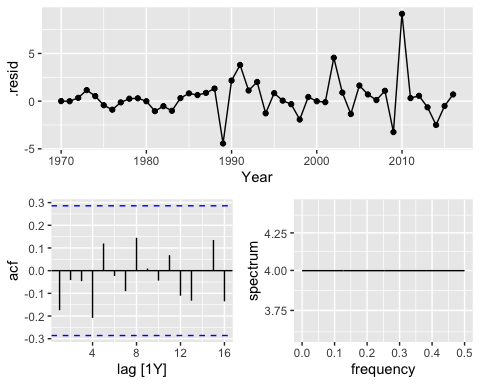 .resid
5
0
-5
1970 1980 1990 2000 2010
Year
acf
0.3
0.2
0.1
0.0
-0.1
-0.2
-0.3
4 8 12 16
lag [1Y]
spectrum
4.25
4.00
3.75
0.0 0.1 0.2 0.3 0.4 0.5
frequency